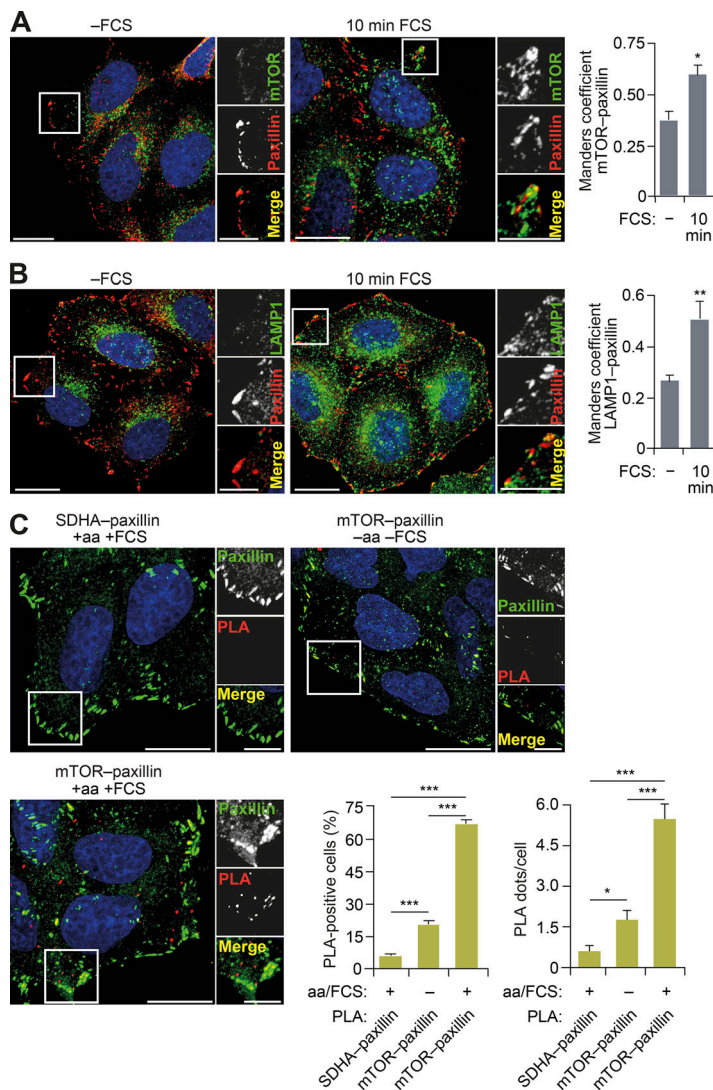 A
–FCS
10 min FCS
mTOR
Paxillin
Merge
mTOR
Paxillin
Merge
Manders coefficient
mTOR–paxillin
0.75
0.50
0.25
0
*
FCS: – 10
min
B
–FCS
10 min FCS
LAMP1
Paxillin
Merge
LAMP1
Paxillin
Merge
Manders coefficient
LAMP1–paxillin
0.6
0.4
0.2
0
**
FCS: – 10
min
C
SDHA–paxillin
+aa +FCS
Paxillin
PLA
Merge
mTOR–paxillin
–aa –FCS
Paxillin
PLA
Merge
mTOR–paxillin
+aa +FCS
Paxillin
PLA
Merge
PLA-positive cells (%)
75
60
45
30
15
0
***
***
***
aa/FCS: + – +
PLA:
SDHA–paxillin
mTOR–paxillin
mTOR–paxillin
PLA dots/cell
6.0
4.5
3.0
1.5
0
***
***
*
aa/FCS: + – +
PLA:
SDHA–paxillin
mTOR–paxillin
mTOR–paxillin